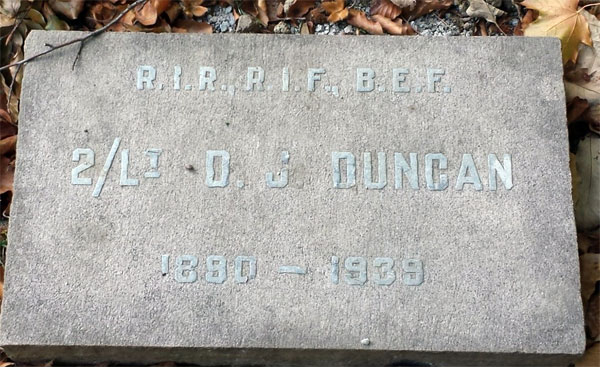 R.I.R., R.I.F., B.E.F.
2/LT D. J. DUNCAN
1890 – 1939